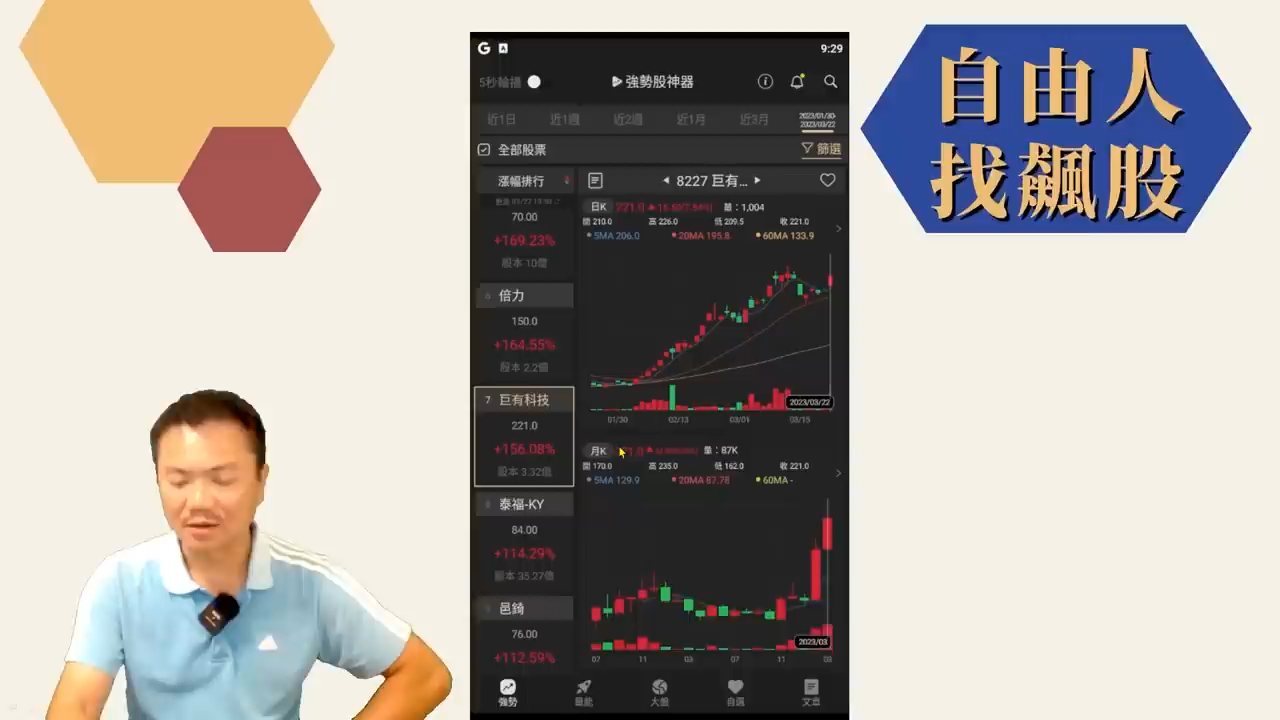 自由人
找飆股
9:29
5秒輪播
強勢股神器
近1日
近1週
近2週
近1月
近3月
2023/01/30-
2023/03/22
全部股票
篩選
漲幅排行
70.00
+169.23%
股本 10億
倍力
150.0
+164.55%
股本 2.2億
7 巨有科技
221.0
+156.08%
股本 3.32億
泰福-KY
84.00
+114.29%
股本 35.27億
邑錡
76.00
+112.59%
8227 巨有...
日K 221.0 量：1,004
開 210.0 高 226.0 低 209.5 收 221.0
5MA 206.0 20MA 195.8 60MA 133.9
2023/03/22
01/30 02/13 03/01 03/15
月K 量：87K
開 170.0 高 235.0 低 162.0 收 221.0
5MA 129.9 20MA 87.78 60MA -
2023/03
07 11 03 07 11 03
強勢
大盤
自選
文章